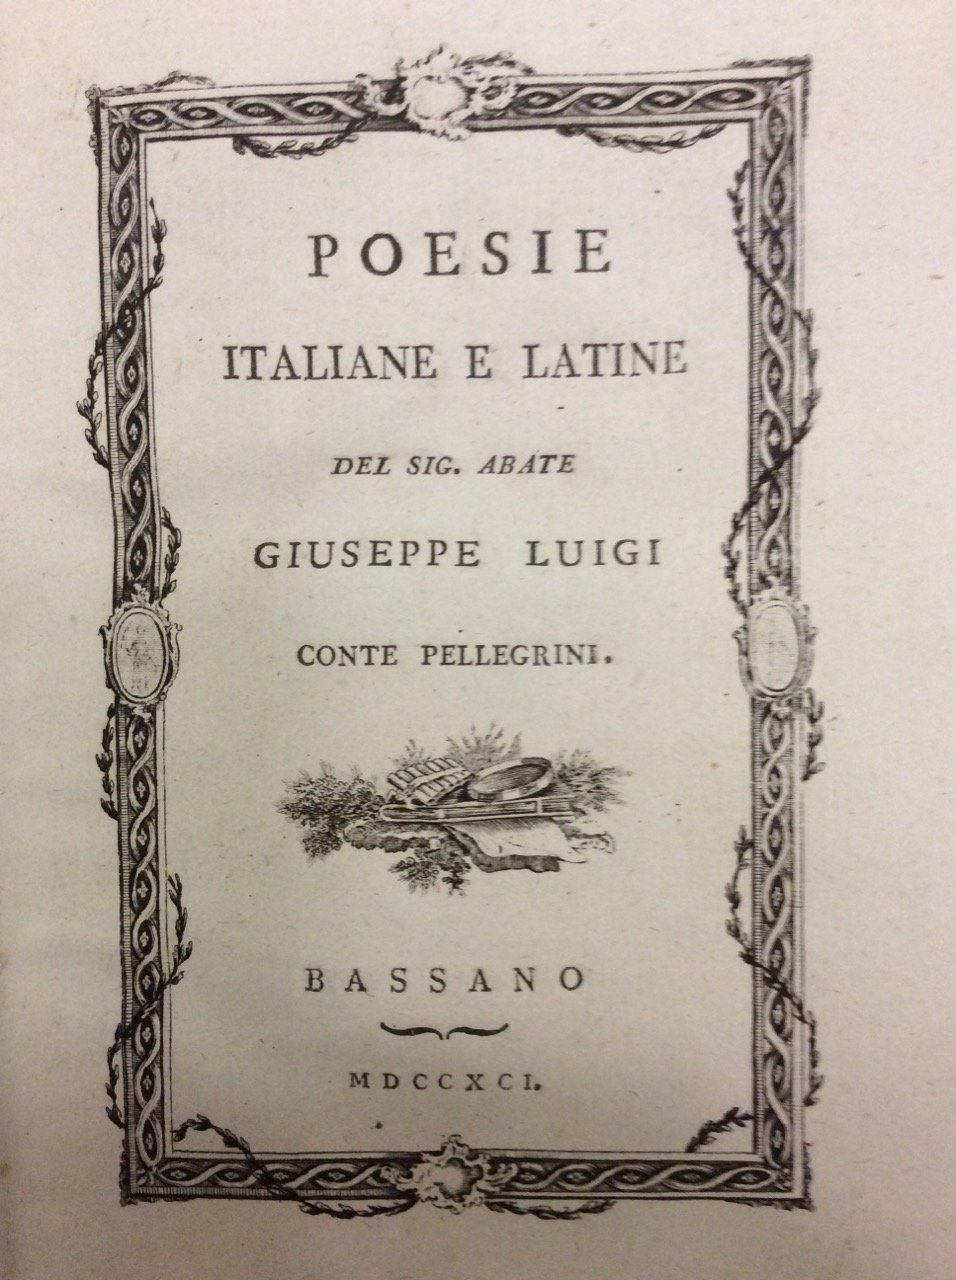 POESIE
ITALIANE E LATINE
DEL SIG. ABATE
GIUSEPPE LUIGI
CONTE PELLEGRINI.
BASSANO
MDCCXCI.